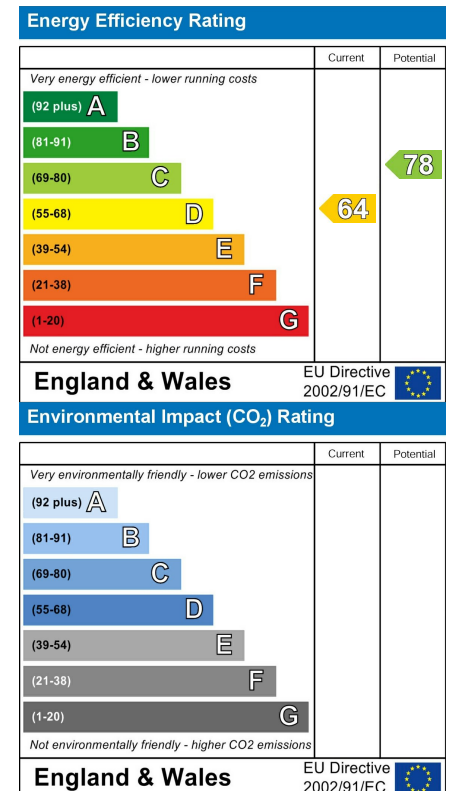 Energy Efficiency Rating
Current Potential
Very energy efficient - lower running costs
(92 plus) A
(81-91) B
(69-80) C
78
(55-68) D
64
(39-54) E
(21-38) F
(1-20) G
Not energy efficient - higher running costs
England & Wales
EU Directive
2002/91/EC
Environmental Impact (CO₂) Rating
Current Potential
Very environmentally friendly - lower CO2 emissions
(92 plus) A
(81-91) B
(69-80) C
(55-68) D
(39-54) E
(21-38) F
(1-20) G
Not environmentally friendly - higher CO2 emissions
England & Wales
EU Directive
2002/91/EC